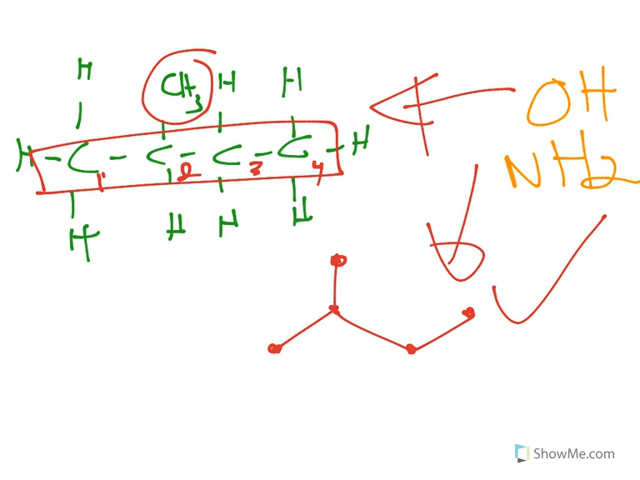 H CH3 H H
H - C - C - C - C - H
1 2 3 4
H H H H
OH
NH2
ShowMe.com